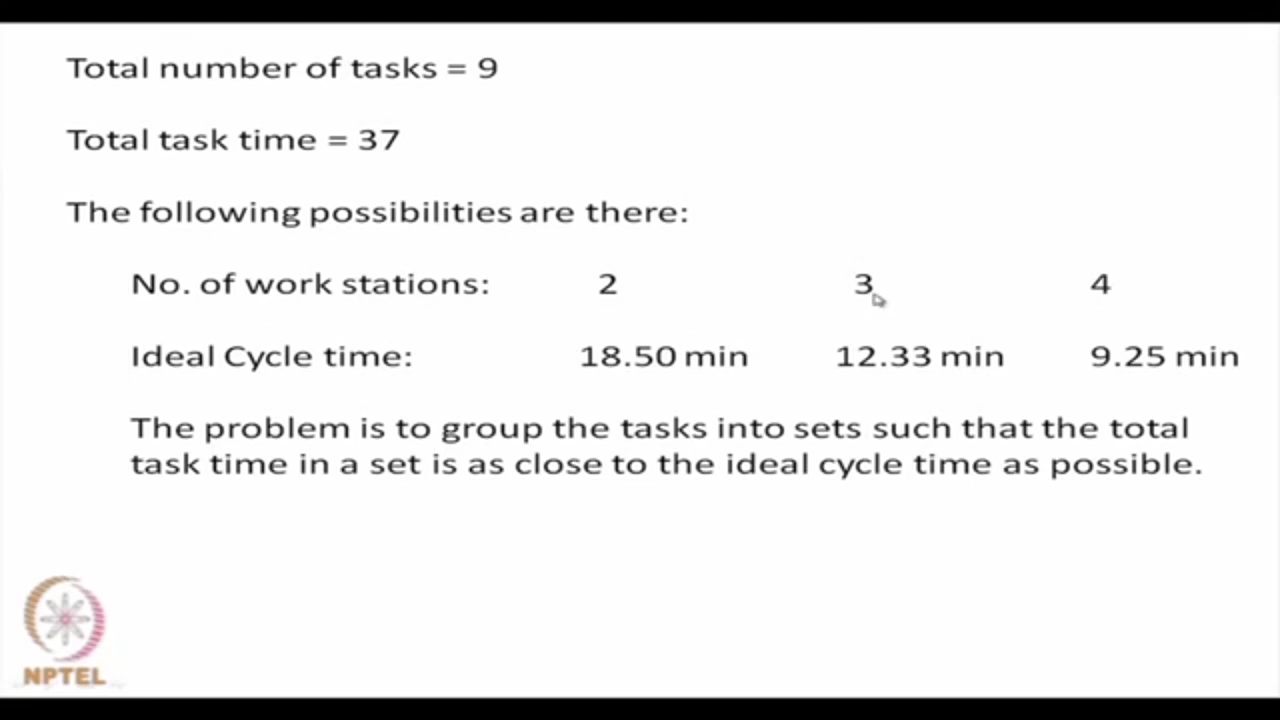 Total number of tasks = 9
Total task time = 37
The following possibilities are there:
No. of work stations: 2 3 4
Ideal Cycle time: 18.50 min 12.33 min 9.25 min
The problem is to group the tasks into sets such that the total
task time in a set is as close to the ideal cycle time as possible.
NPTEL